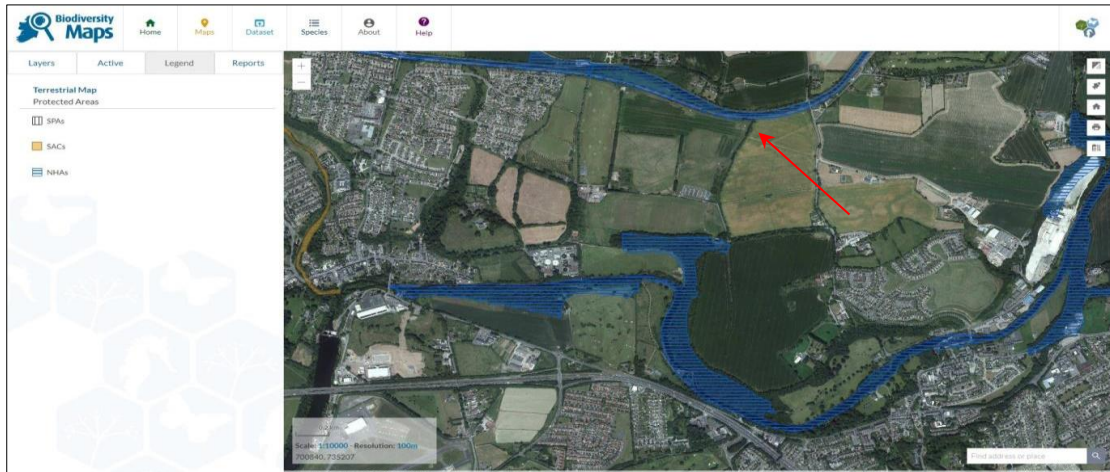 Biodiversity
Maps
Home
Maps
Dataset
Species
About
Help
Layers
Active
Legend
Reports
Terrestrial Map
Protected Areas
SPAs
SACs
NHAs
Scale: 1:10000 - Resolution: 100m
700840, 735207
Find address or place